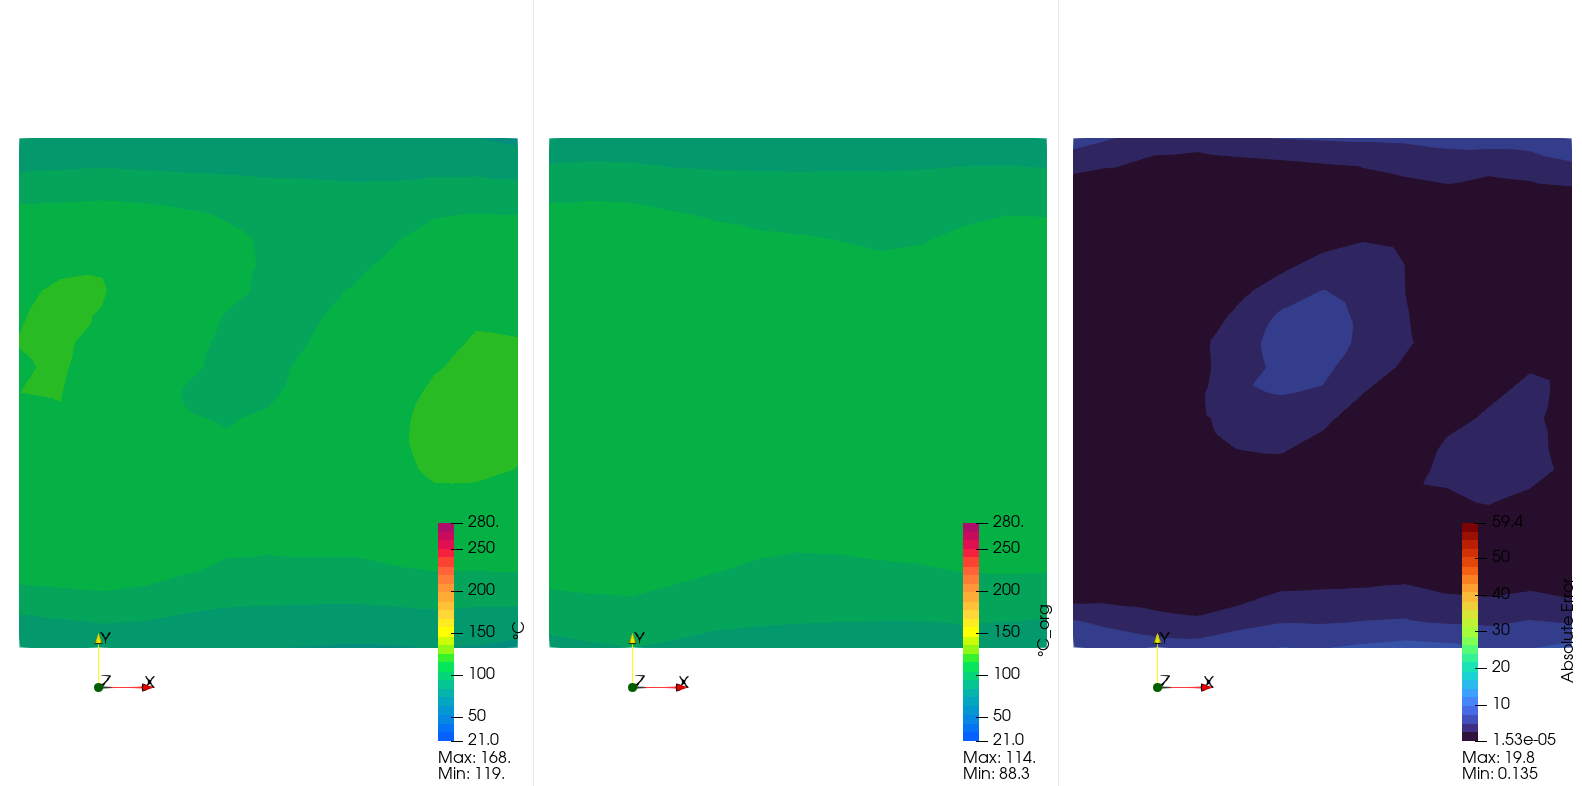 280.
250
200
150
100
50
21.0
°C
Max: 168.
Min: 119.
Y
Z
X
280.
250
200
150
100
50
21.0
°C_org
Max: 114.
Min: 88.3
Y
Z
X
59.4
50
40
30
20
10
1.53e-05
Absolute Error
Max: 19.8
Min: 0.135
Y
Z
X